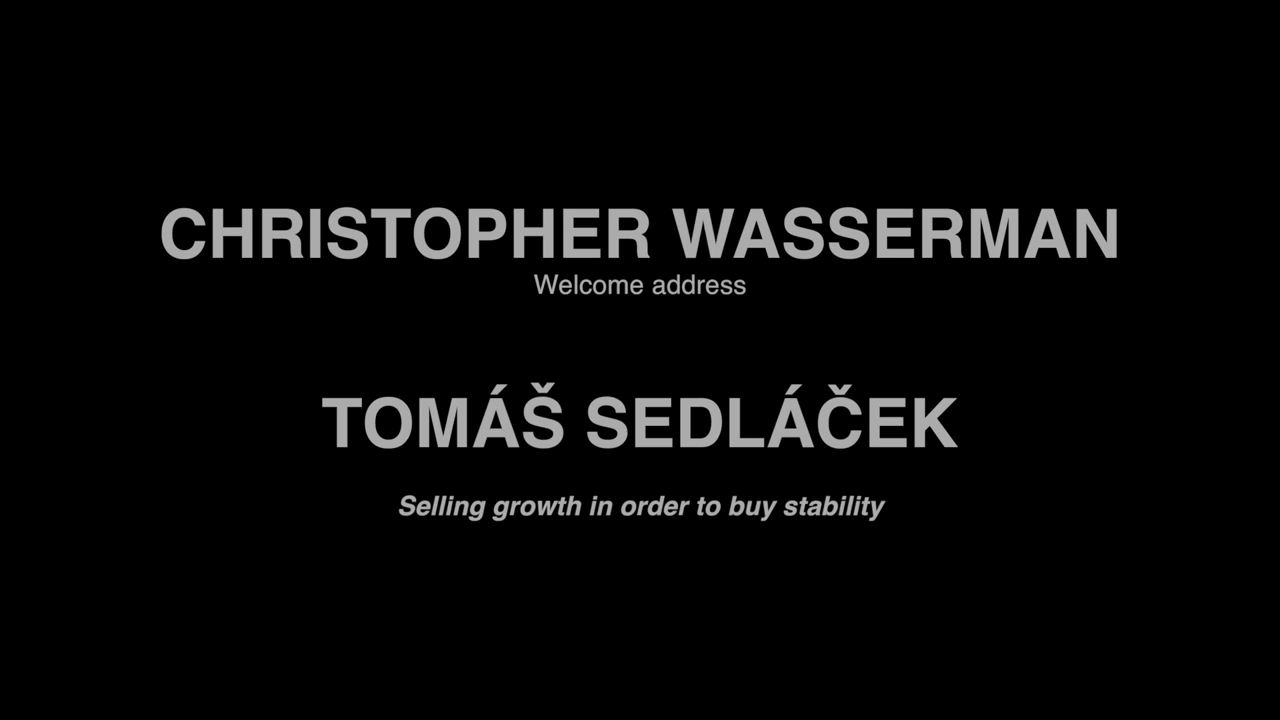 CHRISTOPHER WASSERMAN
Welcome address
TOMÁŠ SEDLÁČEK
Selling growth in order to buy stability